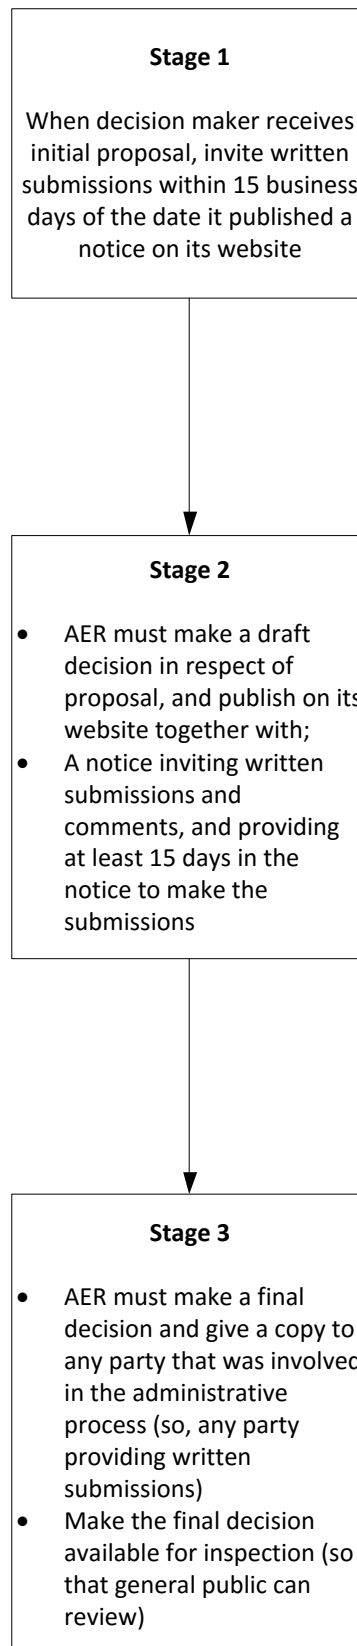 Stage 1
When decision maker receives
initial proposal, invite written
submissions within 15 business
days of the date it published a
notice on its website
Stage 2
• AER must make a draft
decision in respect of
proposal, and publish on its
website together with;
• A notice inviting written
submissions and
comments, and providing
at least 15 days in the
notice to make the
submissions
Stage 3
• AER must make a final
decision and give a copy to
any party that was involved
in the administrative
process (so, any party
providing written
submissions)
• Make the final decision
available for inspection (so
that general public can
review)